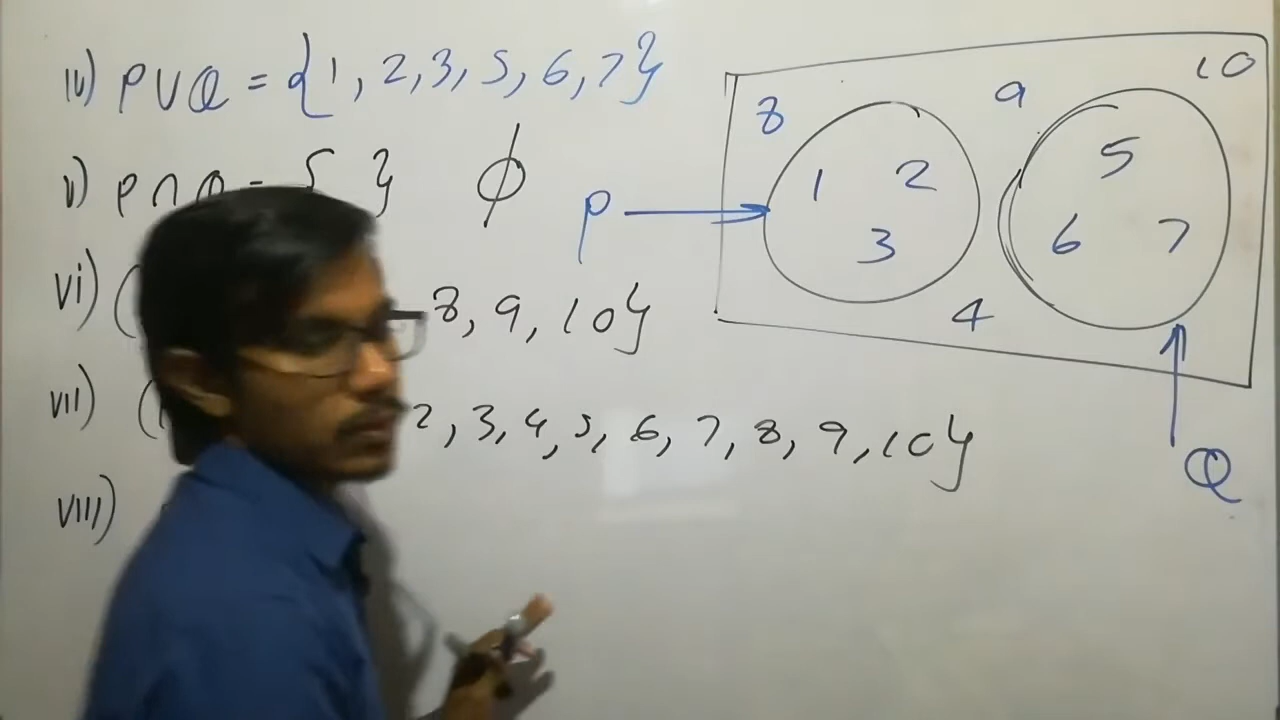 iv) P∪Q = {1, 2, 3, 5, 6, 7}
v) P∩Q = { } ϕ
vi) ( 8, 9, 10}
vii) ( 2, 3, 4, 5, 6, 7, 8, 9, 10}
viii)
10
8 9
1 2 5
P
3 6 7
4
Q